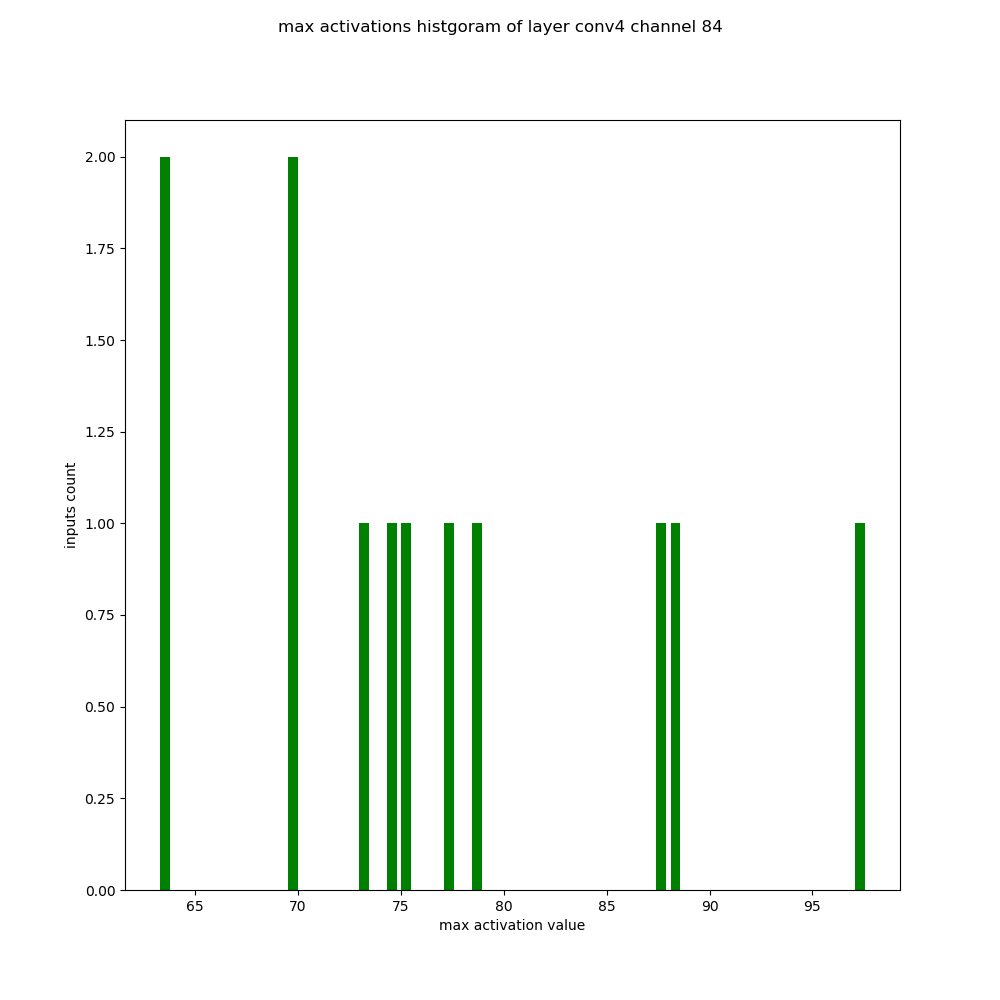 max activations histgoram of layer conv4 channel 84
2.00
1.75
1.50
1.25
1.00
0.75
0.50
0.25
0.00
inputs count
65 70 75 80 85 90 95
max activation value